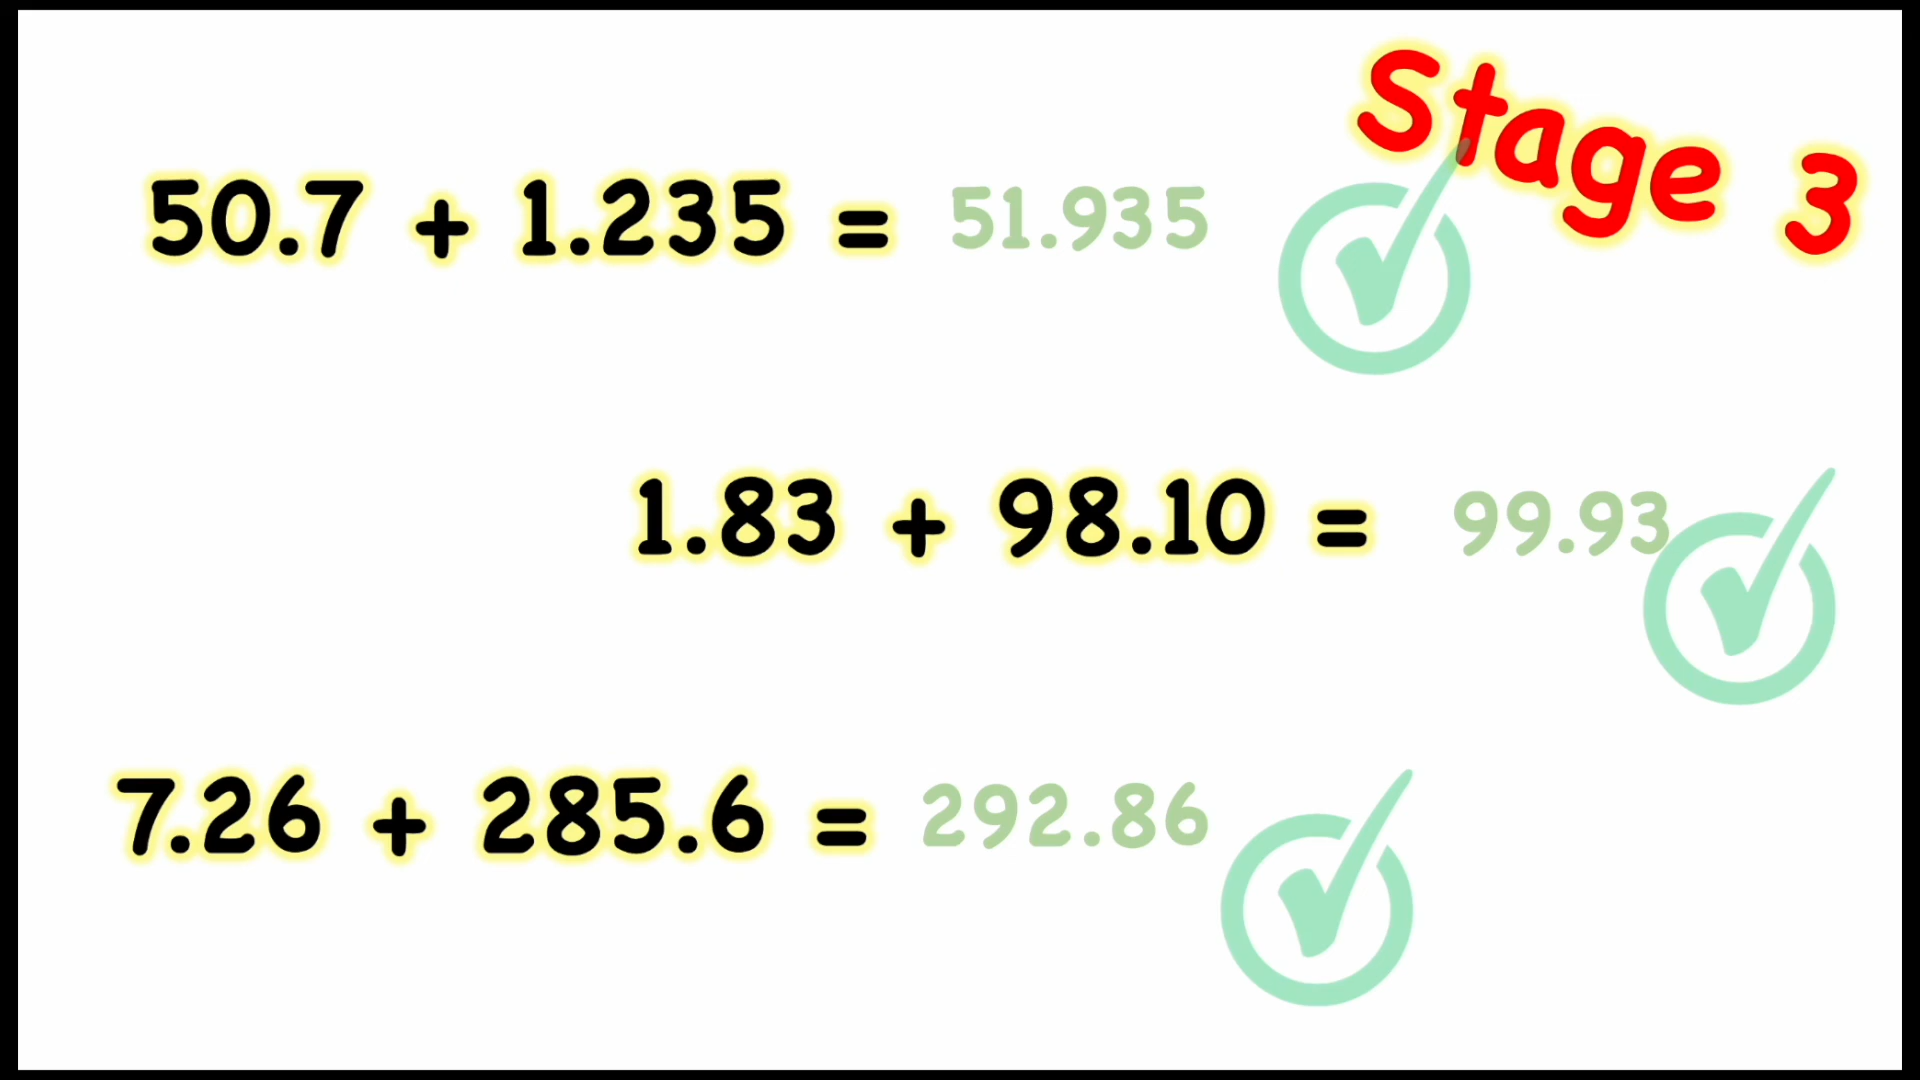 Stage 3
50.7 + 1.235 = 51.935
1.83 + 98.10 = 99.93
7.26 + 285.6 = 292.86